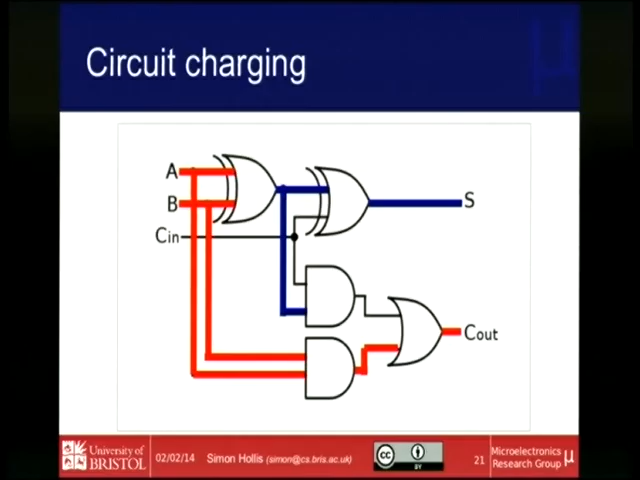 Circuit charging
A
B
Cin
S
Cout
University of
BRISTOL
02/02/14
Simon Hollis (simon@cs.bris.ac.uk)
cc
BY
21
Microelectronics
Research Group
μ